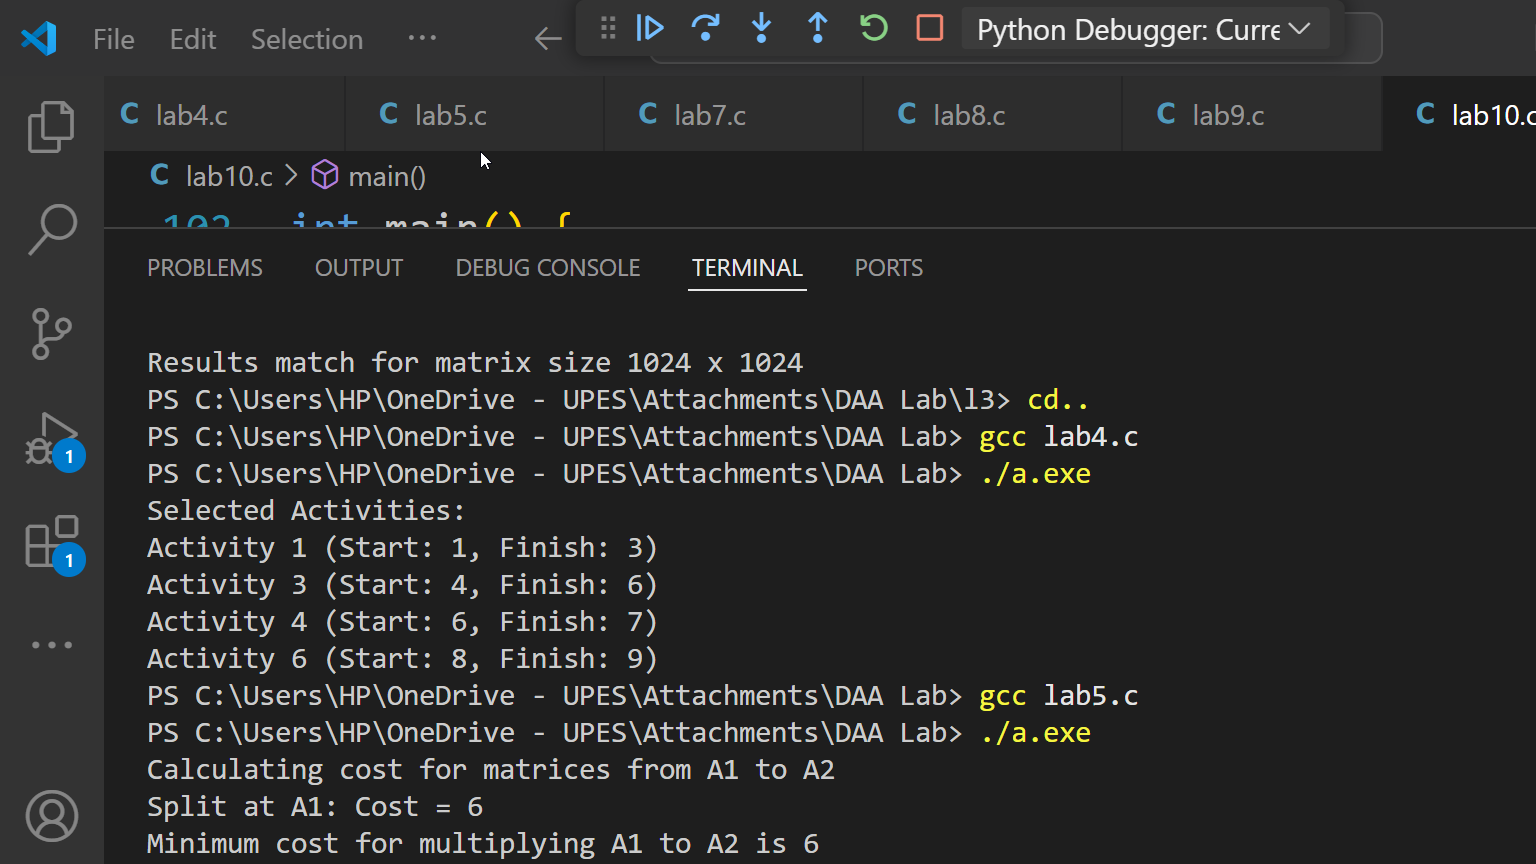 File Edit Selection ···
Python Debugger: Curre
C lab4.c C lab5.c C lab7.c C lab8.c C lab9.c C lab10.c
C lab10.c > main()
102 int main() {
PROBLEMS OUTPUT DEBUG CONSOLE TERMINAL PORTS
Results match for matrix size 1024 x 1024
PS C:\Users\HP\OneDrive - UPES\Attachments\DAA Lab\l3> cd..
PS C:\Users\HP\OneDrive - UPES\Attachments\DAA Lab> gcc lab4.c
PS C:\Users\HP\OneDrive - UPES\Attachments\DAA Lab> ./a.exe
Selected Activities:
Activity 1 (Start: 1, Finish: 3)
Activity 3 (Start: 4, Finish: 6)
Activity 4 (Start: 6, Finish: 7)
1
Activity 6 (Start: 8, Finish: 9)
PS C:\Users\HP\OneDrive - UPES\Attachments\DAA Lab> gcc lab5.c
PS C:\Users\HP\OneDrive - UPES\Attachments\DAA Lab> ./a.exe
1
Calculating cost for matrices from A1 to A2
Split at A1: Cost = 6
Minimum cost for multiplying A1 to A2 is 6